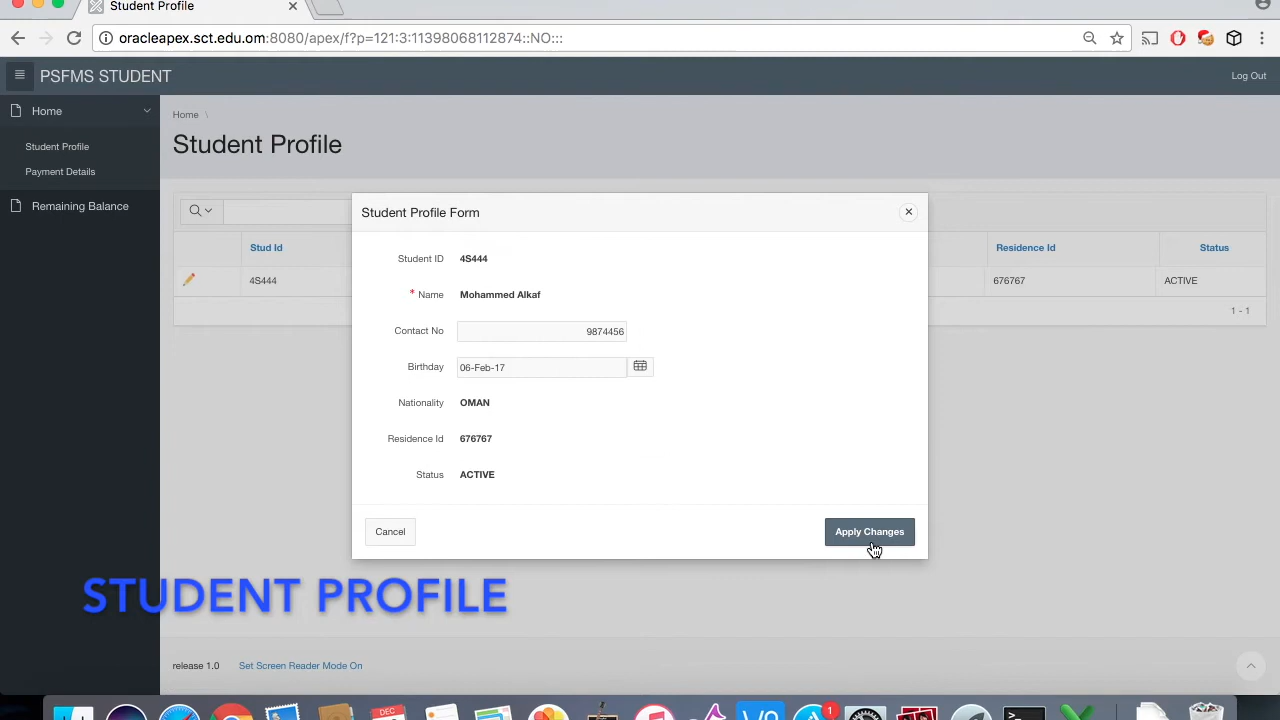 Student Profile
oracleapex.sct.edu.om:8080/apex/f?p=121:3:11398068112874::NO:::
PSFMS STUDENT
Log Out
Home
Student Profile
Payment Details
Remaining Balance
Home \
Student Profile
Stud Id
Residence Id
Status
4S444
676767
ACTIVE
1 - 1
Student Profile Form
Student ID 4S444
* Name Mohammed Alkaf
Contact No 9874456
Birthday 06-Feb-17
Nationality OMAN
Residence Id 676767
Status ACTIVE
Cancel
Apply Changes
STUDENT PROFILE
release 1.0
Set Screen Reader Mode On
DEC
1